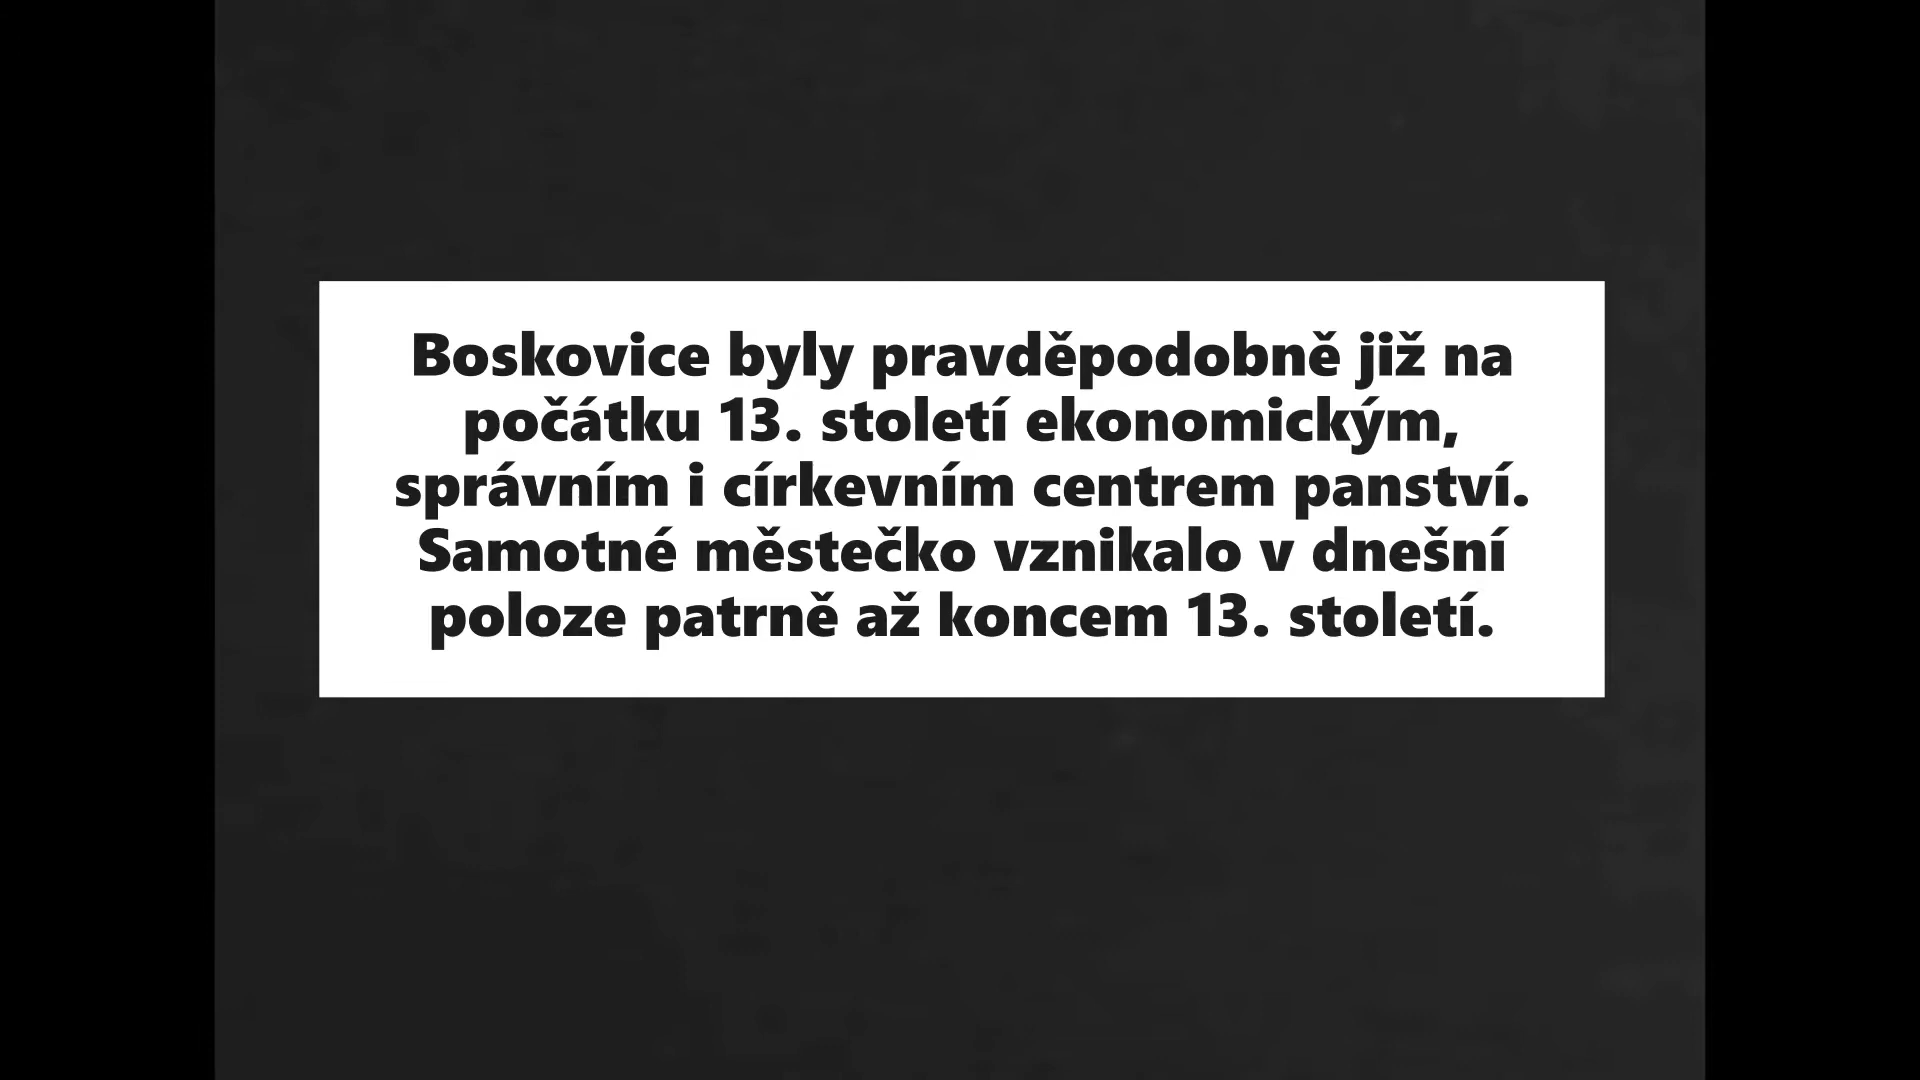 Boskovice byly pravděpodobně již na
počátku 13. století ekonomickým,
správním i církevním centrem panství.
Samotné městečko vznikalo v dnešní
poloze patrně až koncem 13. století.